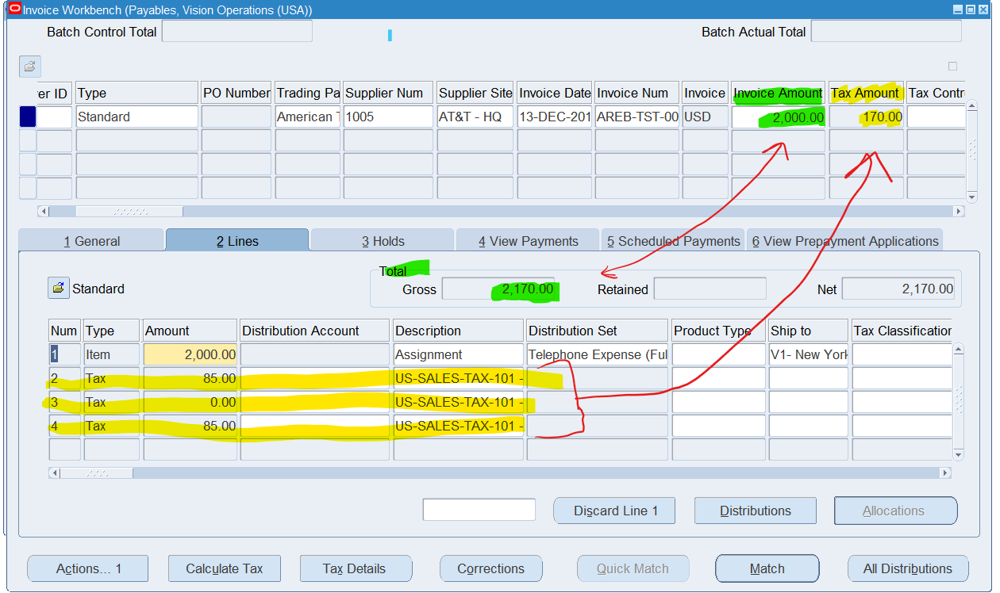 Invoice Workbench (Payables, Vision Operations (USA))
Batch Control Total
Batch Actual Total
er ID Type PO Number Trading Pa Supplier Num Supplier Site Invoice Date Invoice Num Invoice Invoice Amount Tax Amount Tax Contr
Standard American 1005 AT&T - HQ 13-DEC-201 AREB-TST-00 USD 2,000.00 170.00
1 General 2 Lines 3 Holds 4 View Payments 5 Scheduled Payments 6 View Prepayment Applications
Total
Standard Gross 2,170.00 Retained Net 2,170.00
Num Type Amount Distribution Account Description Distribution Set Product Type Ship to Tax Classification
1 Item 2,000.00 Assignment Telephone Expense (Ful V1- New York
2 Tax 85.00 US-SALES-TAX-101 -
3 Tax 0.00 US-SALES-TAX-101 -
4 Tax 85.00 US-SALES-TAX-101 -
Discard Line 1 Distributions Allocations
Actions... 1 Calculate Tax Tax Details Corrections Quick Match Match All Distributions